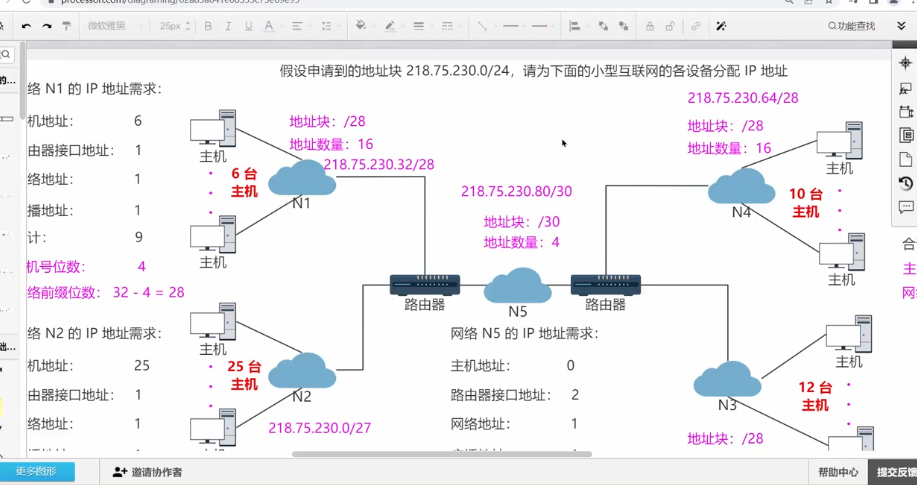 微软雅黑
25px
功能查找
假设申请到的地址块 218.75.230.0/24，请为下面的小型互联网的各设备分配 IP 地址
络 N1 的 IP 地址需求：
机地址： 6
由器接口地址： 1
络地址： 1
播地址： 1
计： 9
机号位数： 4
络前缀位数： 32 - 4 = 28
主机
6 台
主机
主机
地址块：/28
地址数量：16
218.75.230.32/28
N1
218.75.230.80/30
地址块：/30
地址数量：4
218.75.230.64/28
地址块：/28
地址数量：16
主机
10 台
主机
N4
主机
路由器
N5
路由器
络 N2 的 IP 地址需求：
机地址： 25
由器接口地址： 1
络地址： 1
主机
25 台
主机
N2
218.75.230.0/27
网络 N5 的 IP 地址需求：
主机地址： 0
路由器接口地址： 2
网络地址： 1
主机
12 台
主机
N3
地址块：/28
合
主
网
更多图形
邀请协作者
帮助中心
提交反馈